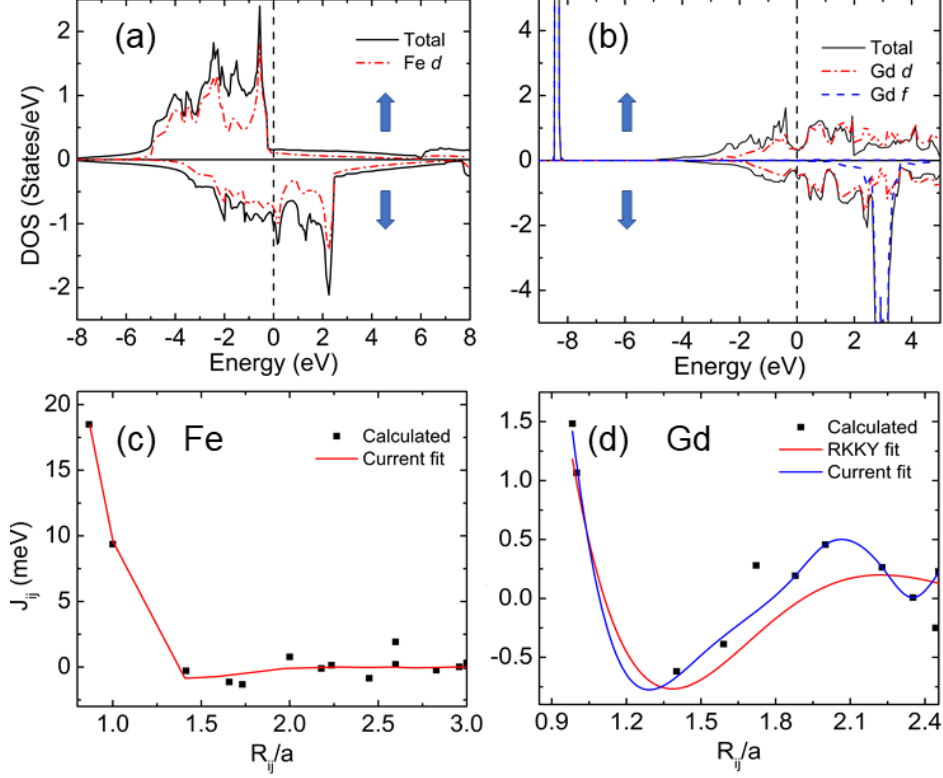 (a)
Total
Fe d
2
1
0
-1
-2
DOS (States/eV)
-8 -6 -4 -2 0 2 4 6 8
Energy (eV)
(b)
Total
Gd d
Gd f
4
2
0
-2
-4
-8 -6 -4 -2 0 2 4
Energy (eV)
(c) Fe
Calculated
Current fit
20
15
10
5
0
J_ij (meV)
1.0 1.5 2.0 2.5 3.0
R_ij/a
(d) Gd
Calculated
RKKY fit
Current fit
1.5
1.0
0.5
0.0
-0.5
0.9 1.2 1.5 1.8 2.1 2.4
R_ij/a